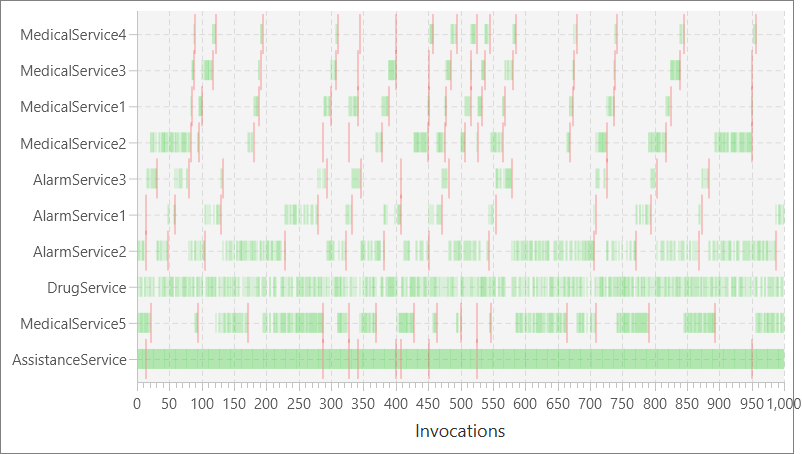 MedicalService4
MedicalService3
MedicalService1
MedicalService2
AlarmService3
AlarmService1
AlarmService2
DrugService
MedicalService5
AssistanceService
0 50 100 150 200 250 300 350 400 450 500 550 600 650 700 750 800 850 900 950 1,000
Invocations